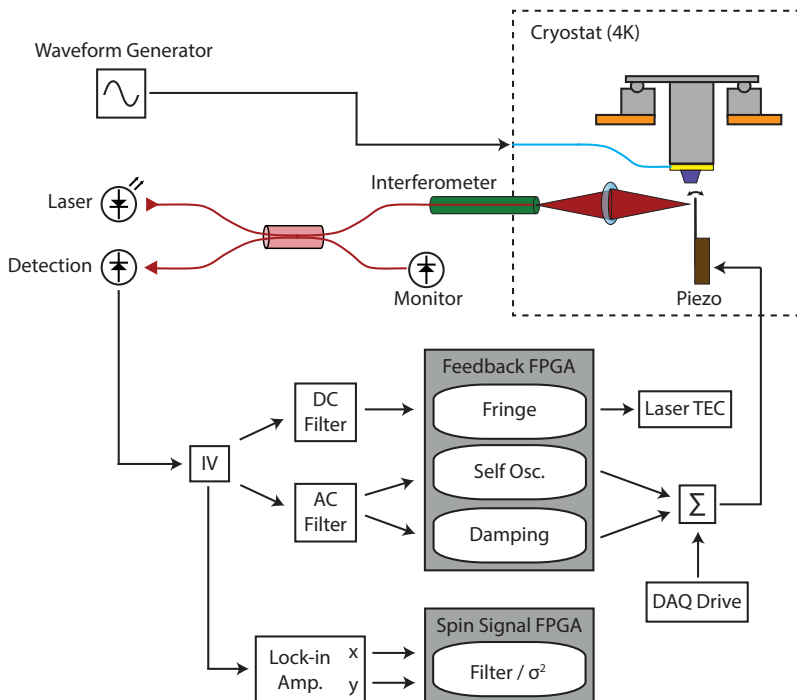 Cryostat (4K)
Waveform Generator
Laser
Interferometer
Detection
Monitor
Piezo
Feedback FPGA
DC
Filter
Fringe
Laser TEC
IV
Self Osc.
AC
Filter
Σ
Damping
DAQ Drive
Spin Signal FPGA
Lock-in
Amp.
x
y
Filter / σ²